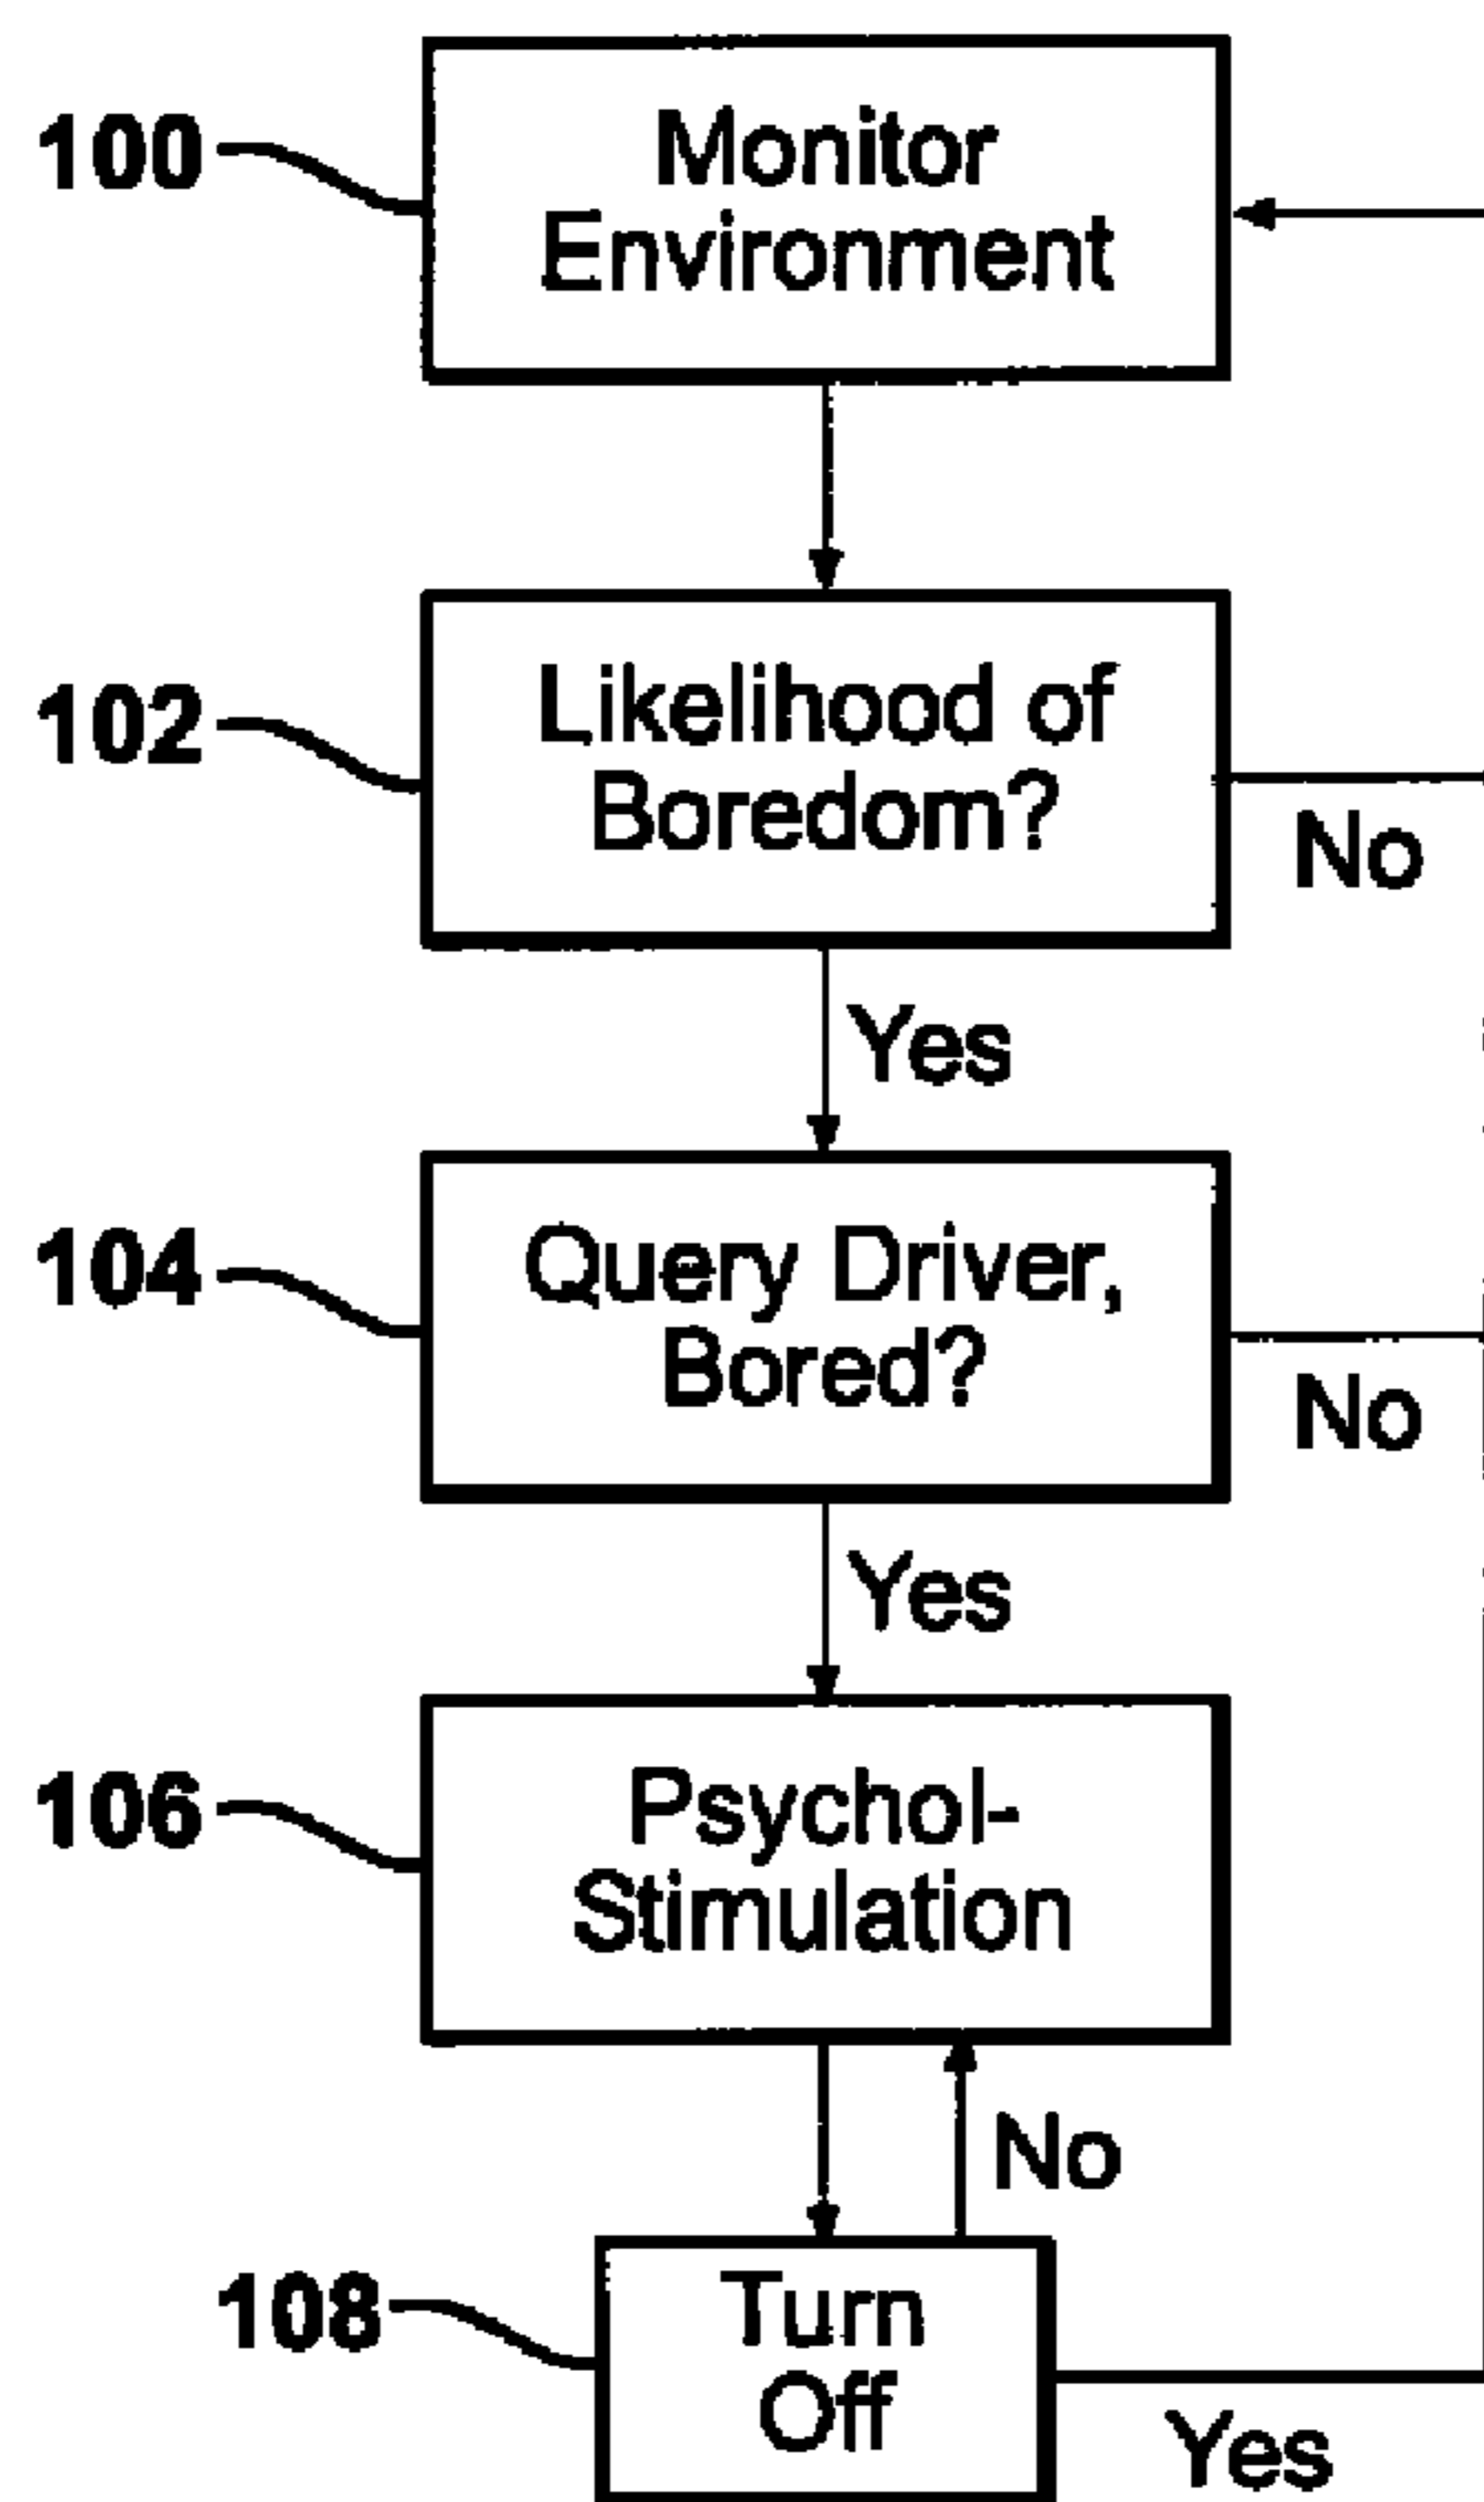 100
Monitor
Environment
102
Likelihood of
Boredom?
No
Yes
104
Query Driver,
Bored?
No
Yes
106
Psychol-
Stimulation
No
108
Turn
Off
Yes